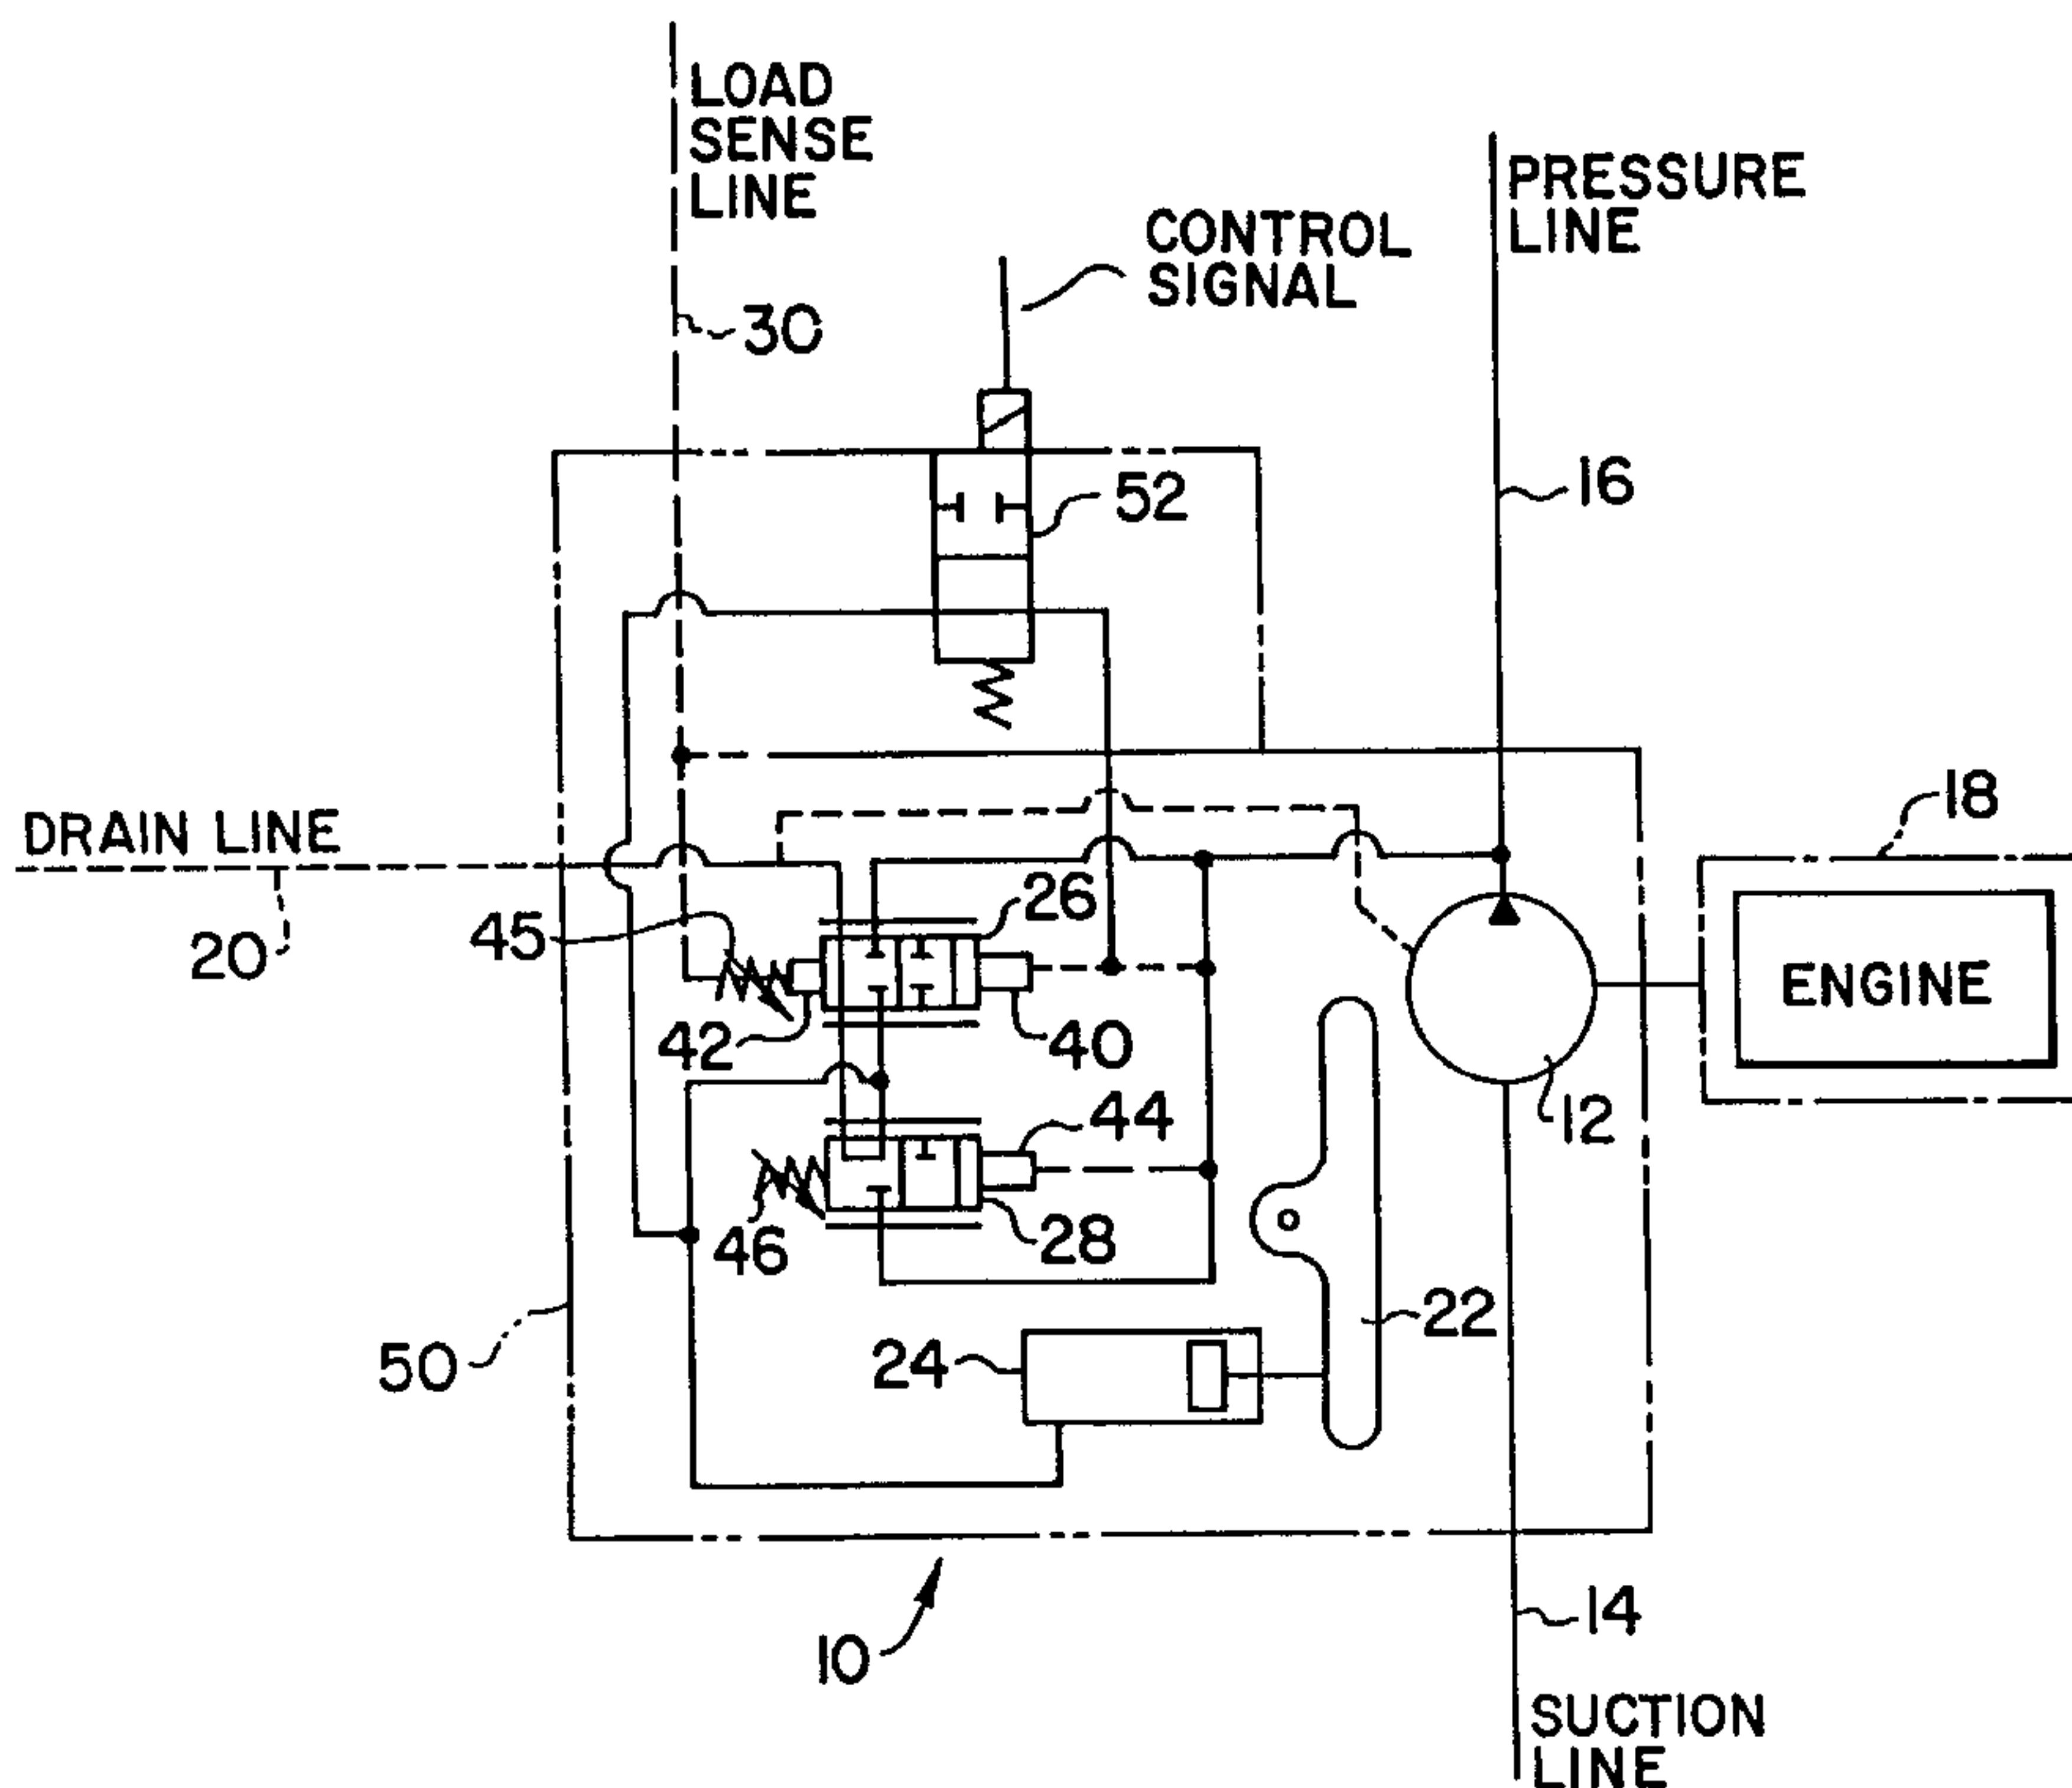 LOAD
SENSE
LINE
PRESSURE
LINE
CONTROL
SIGNAL
30
52
16
DRAIN LINE
18
20
45
26
ENGINE
42
40
44
12
46
28
22
24
50
10
14
SUCTION
LINE